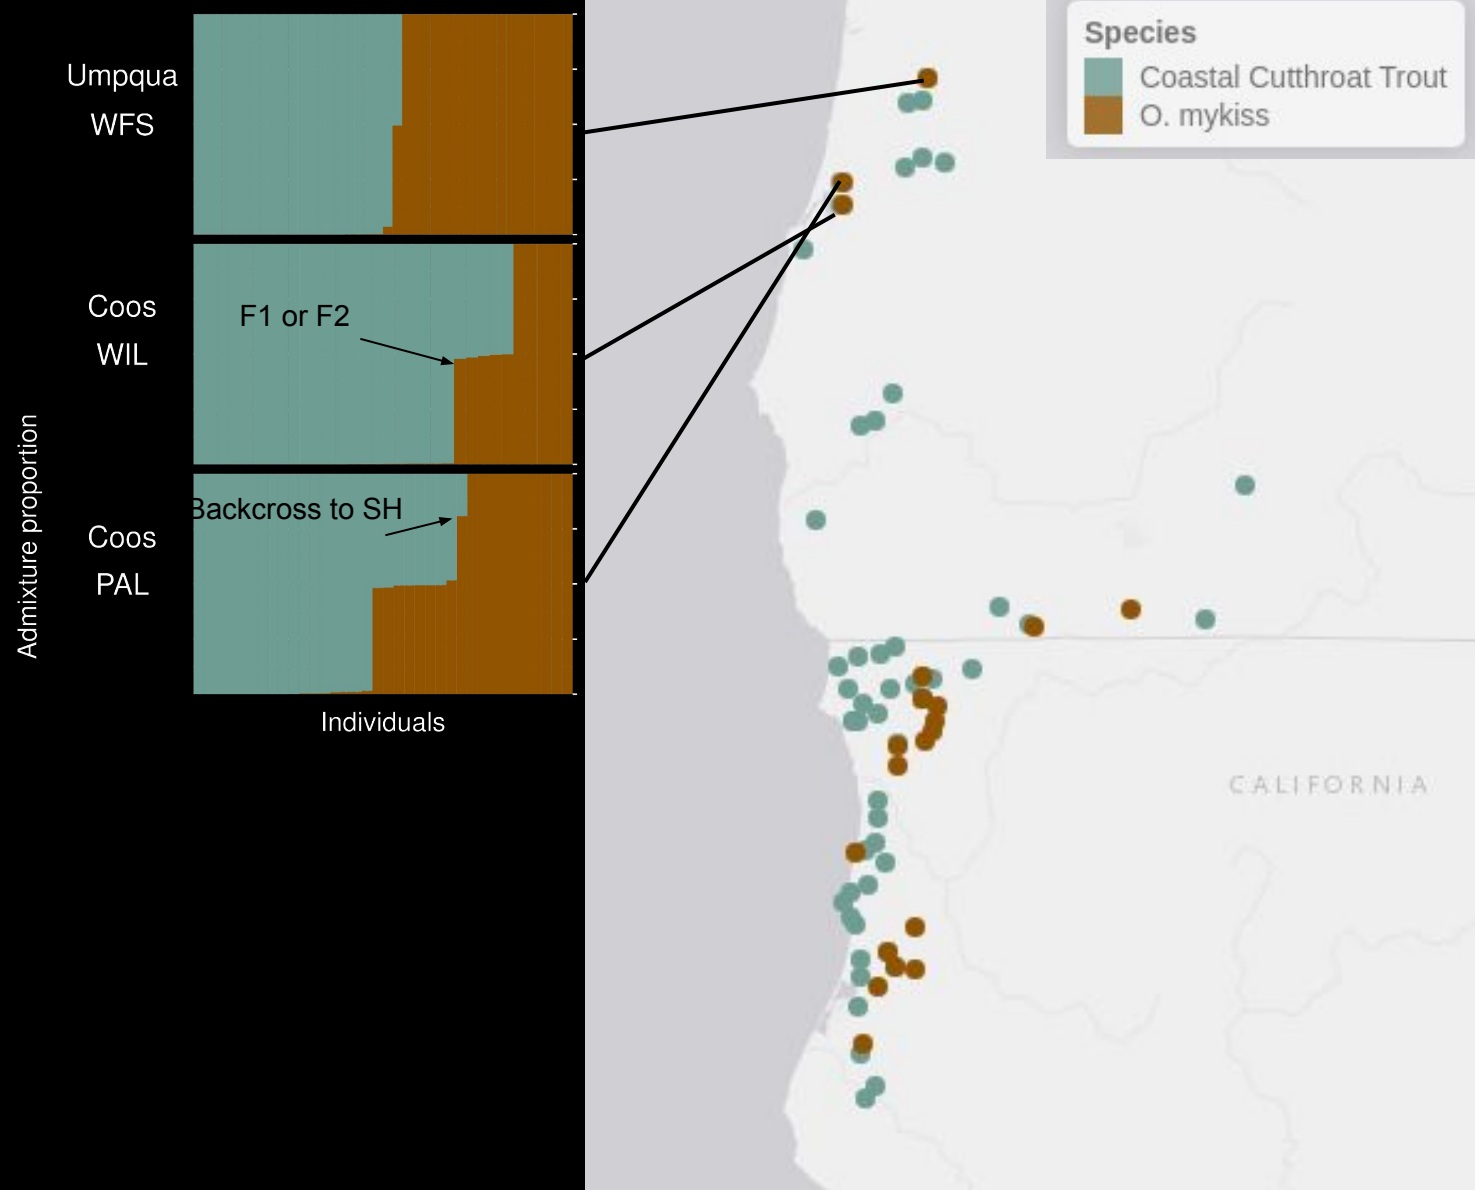 Umpqua
WFS
Coos
WIL
F1 or F2
Coos
PAL
Backcross to SH
Admixture proportion
Individuals
Species
Coastal Cutthroat Trout
O. mykiss
CALIFORNIA